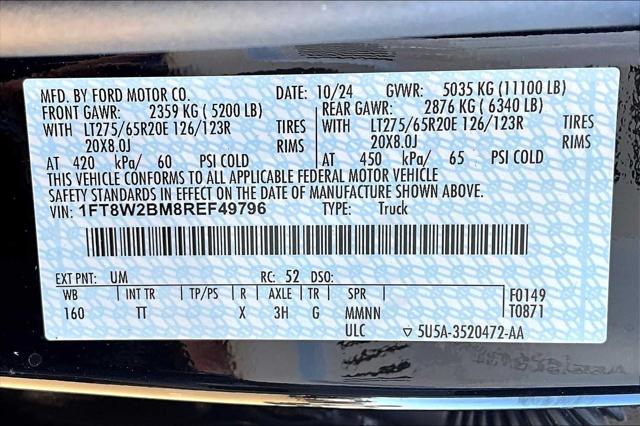 MFD. BY FORD MOTOR CO. DATE: 10/24 GVWR: 5035 KG (11100 LB)
FRONT GAWR: 2359 KG ( 5200 LB) REAR GAWR: 2876 KG ( 6340 LB)
WITH LT275/65R20E 126/123R TIRES WITH LT275/65R20E 126/123R TIRES
20X8.0J RIMS 20X8.0J RIMS
AT 420 kPa/ 60 PSI COLD AT 450 kPa/ 65 PSI COLD
THIS VEHICLE CONFORMS TO ALL APPLICABLE FEDERAL MOTOR VEHICLE
SAFETY STANDARDS IN EFFECT ON THE DATE OF MANUFACTURE SHOWN ABOVE.
VIN: 1FT8W2BM8REF49796 TYPE: Truck
EXT PNT: UM RC: 52 DSO:
WB INT TR TP/PS R AXLE TR SPR F0149
160 TT X 3H G MMNN T0871
ULC 5U5A-3520472-AA